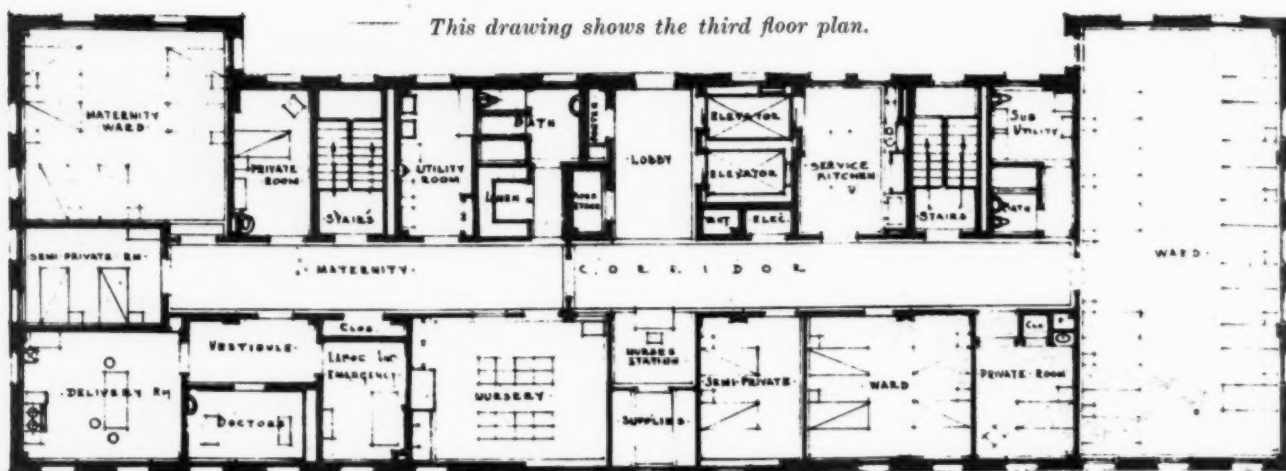 This drawing shows the third floor plan.
MATERNITY
WARD
PRIVATE
ROOM
STAIRS
UTILITY
ROOM
BATH
LINEN
LOBBY
ELEVATOR
ELEVATOR
ELEC.
SERVICE
KITCHEN
STAIRS
SUB
UTILITY
BATH
WARD
SEMI-PRIVATE RM
MATERNITY
CORRIDOR
DELIVERY RM
VESTIBULE
DOCTORS
CLOS.
EMERGENCY
NURSERY
NURSES
STATION
SUPPLIES
SEMI-PRIVATE
WARD
CLO.
PRIVATE ROOM